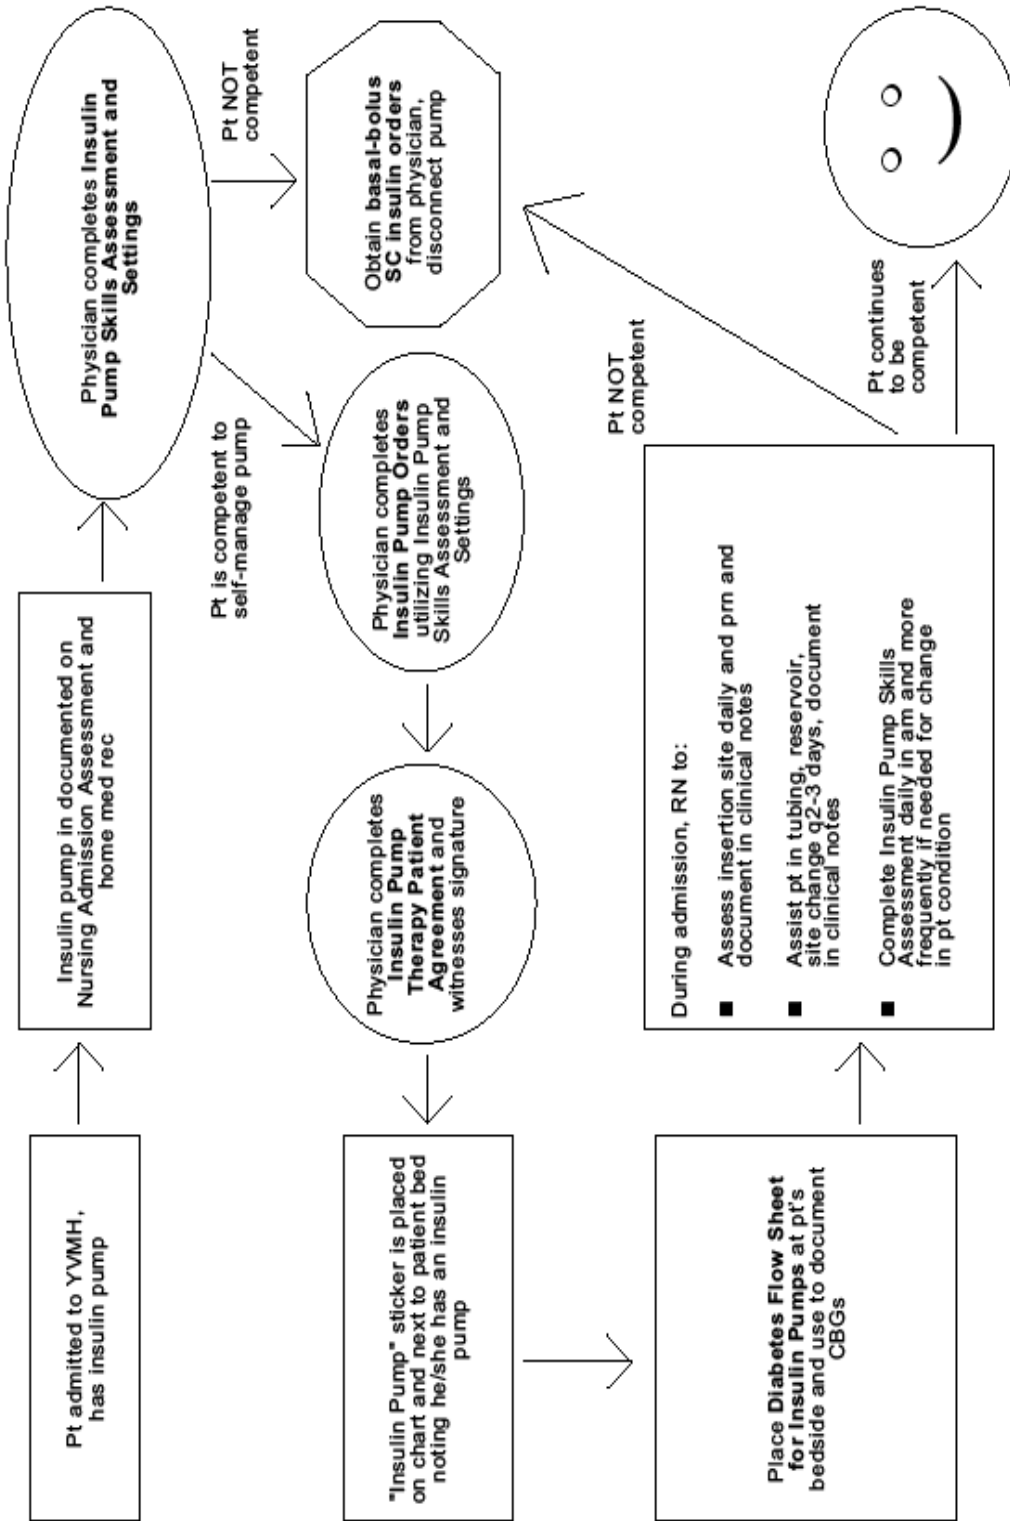 Pt admitted to YVMH,
has insulin pump
Insulin pump in documented on
Nursing Admission Assessment and
home med rec
Physician completes Insulin
Pump Skills Assessment and
Settings
Pt NOT
competent
Obtain basal-bolus
SC insulin orders
from physician,
disconnect pump
Pt is competent to
self-manage pump
Physician completes
Insulin Pump Orders
utilizing Insulin Pump
Skills Assessment and
Settings
Physician completes
Insulin Pump
Therapy Patient
Agreement and
witnesses signature
"Insulin Pump" sticker is placed
on chart and next to patient bed
noting he/she has an insulin
pump
Place Diabetes Flow Sheet
for Insulin Pumps at pt's
bedside and use to document
CBGs
During admission, RN to:
■ Assess insertion site daily and prn and
document in clinical notes
■ Assist pt in tubing, reservoir,
site change q2-3 days, document
in clinical notes
■ Complete Insulin Pump Skills
Assessment daily in am and more
frequently if needed for change
in pt condition
Pt NOT
competent
Pt continues
to be
competent